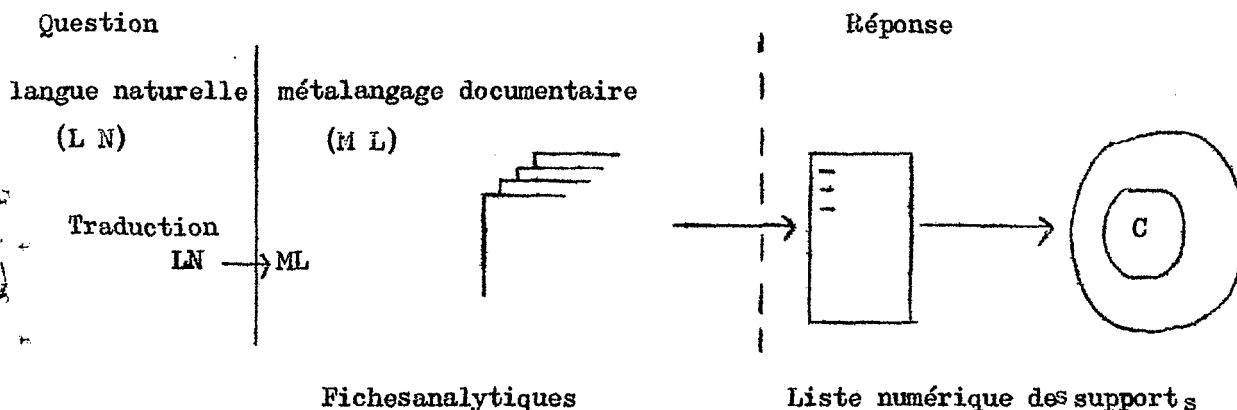 Question
Réponse
langue naturelle
métalangage documentaire
(L N)
(M L)
Traduction
LN
ML
C
Fichesanalytiques
Liste numérique des supports